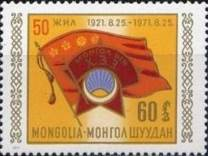 50 ЖИЛ
1921.8.25.-1971.8.25.
60
MONGOLIA-МОНГОЛ ШУУДАН